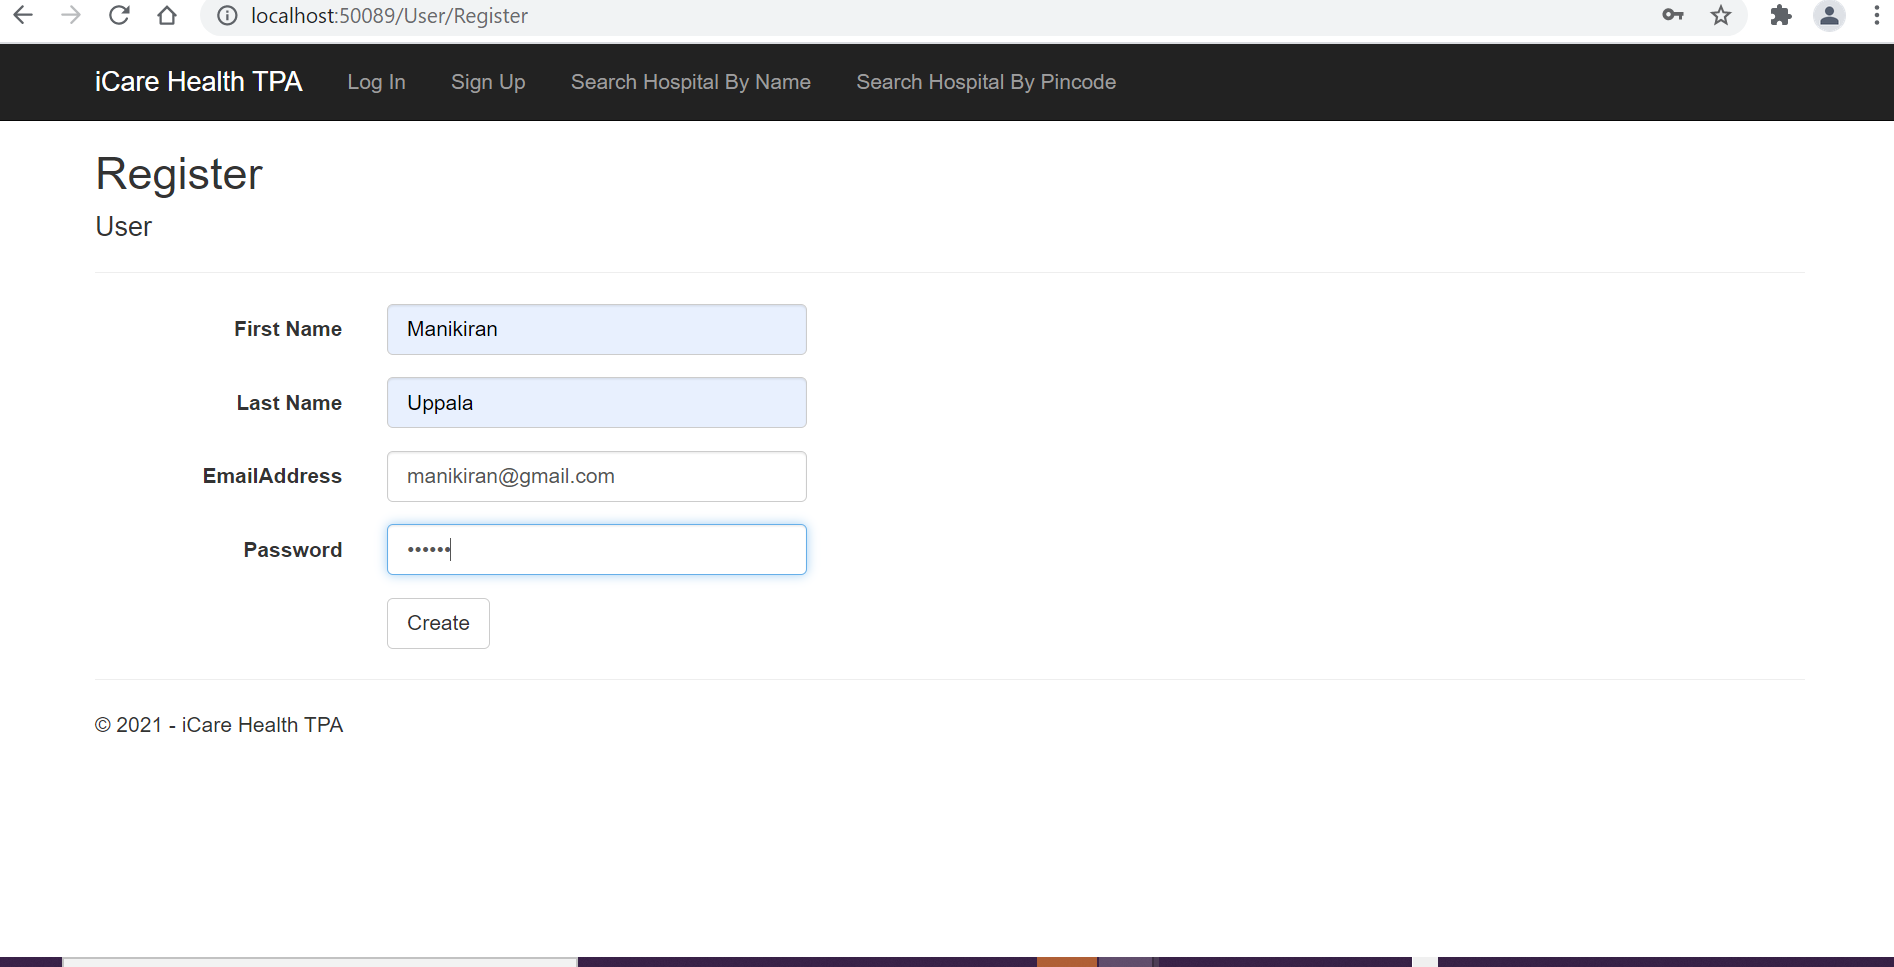 localhost:50089/User/Register
iCare Health TPA Log In Sign Up Search Hospital By Name Search Hospital By Pincode
Register
User
First Name Manikiran
Last Name Uppala
EmailAddress manikiran@gmail.com
Password ••••••
Create
© 2021 - iCare Health TPA